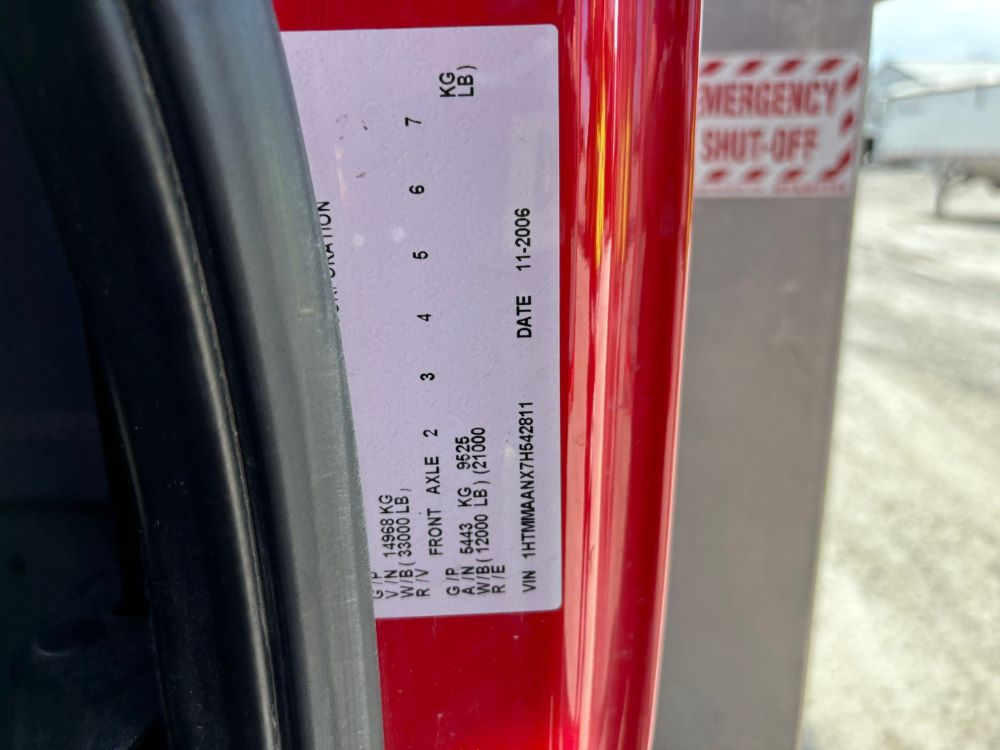 CORPORATION
G/P
V/N 14968 KG
W/B ( 33000 LB )
R/V FRONT AXLE 2 3 4 5 6 7
G/P
A/N 5443 KG 9525 KG
W/B ( 12000 LB ) (21000 LB )
R/E
VIN 1HTMMAANX7H542811 DATE 11-2006
EMERGENCY
SHUT-OFF